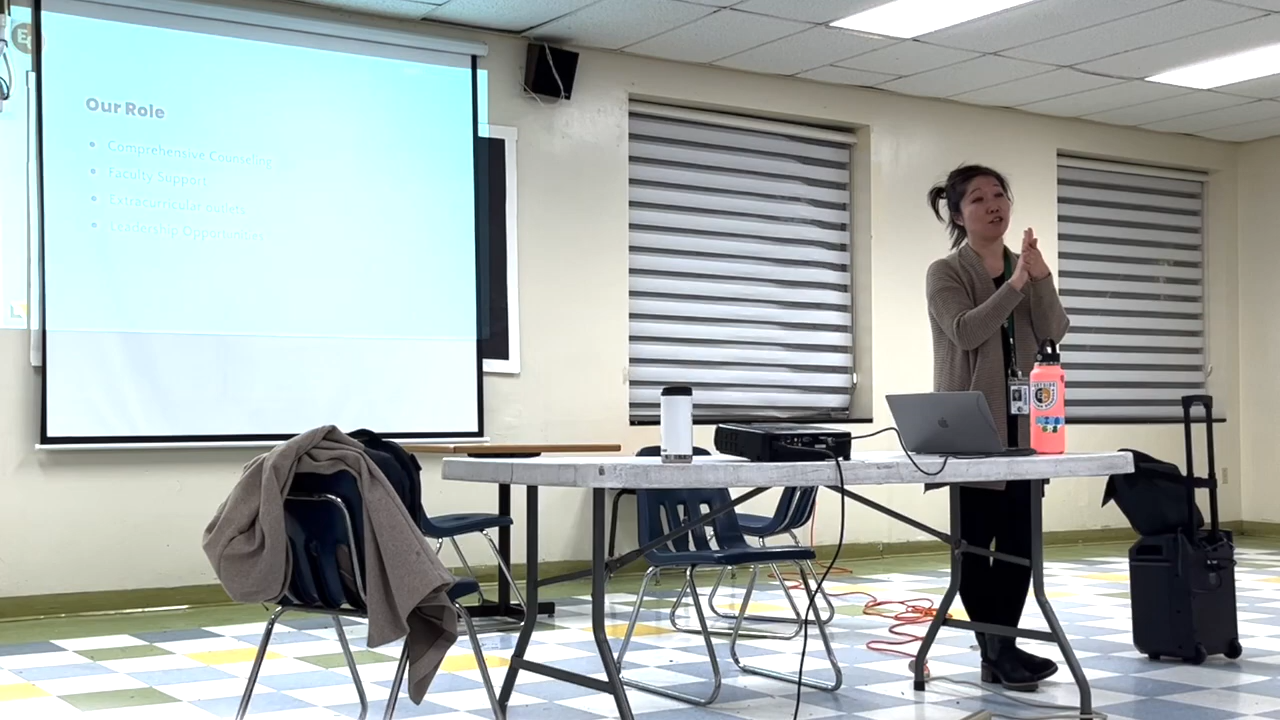 Our Role
Comprehensive Counseling
Faculty Support
Extracurricular outlets
Leadership Opportunities